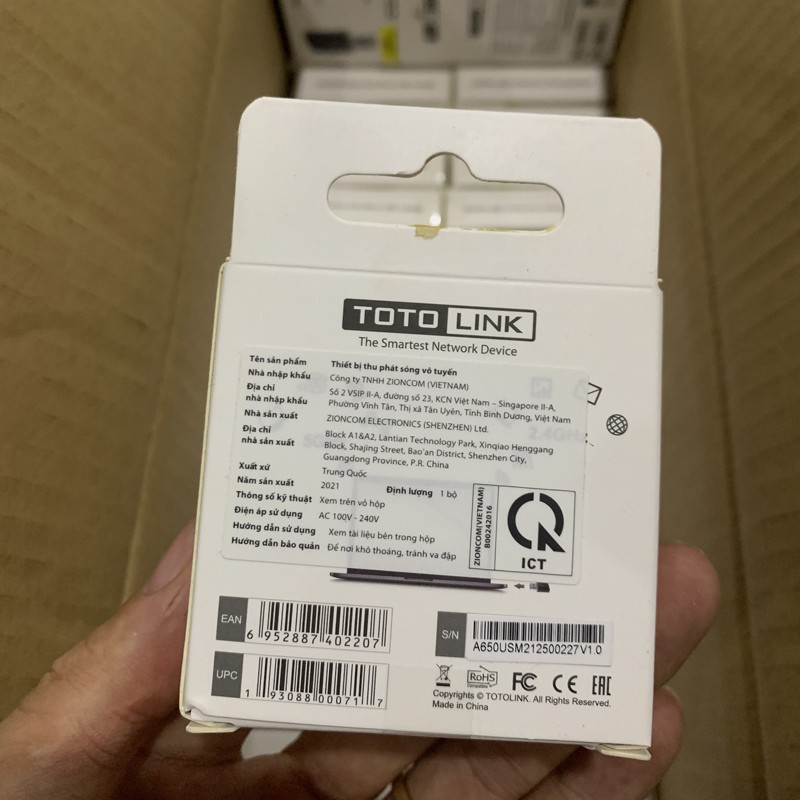 TOTO LINK
The Smartest Network Device
Tên sản phẩm Thiết bị thu phát sóng vô tuyến
Nhà nhập khẩu Công ty TNHH ZIONCOM (VIETNAM)
Địa chỉ nhà nhập khẩu Số 2 VSIP II-A, đường số 23, KCN Việt Nam – Singapore II-A,
Phường Vĩnh Tân, Thị xã Tân Uyên, Tỉnh Bình Dương, Việt Nam
Nhà sản xuất ZIONCOM ELECTRONICS (SHENZHEN) Ltd.
Địa chỉ nhà sản xuất Block A1&A2, Lantian Technology Park, Xinqiao Henggang
Block, Shajing Street, Bao'an District, Shenzhen City,
Guangdong Province, P.R. China
Xuất xứ Trung Quốc
Năm sản xuất 2021 Định lượng 1 bộ
Thông số kỹ thuật Xem trên vỏ hộp
Điện áp sử dụng AC 100V - 240V
Hướng dẫn sử dụng Xem tài liệu bên trong hộp
Hướng dẫn bảo quản Để nơi khô thoáng, tránh va đập
ZIONCOM(VIETNAM)
B00242016
ICT
2.4GHz
5G
EAN
6 952887 402207
S/N
A650USM212500227V1.0
UPC
1 93088 00071 7
RoHS
FC CE EAC
Copyrights © TOTOLINK. All Rights Reserved.
Made in China